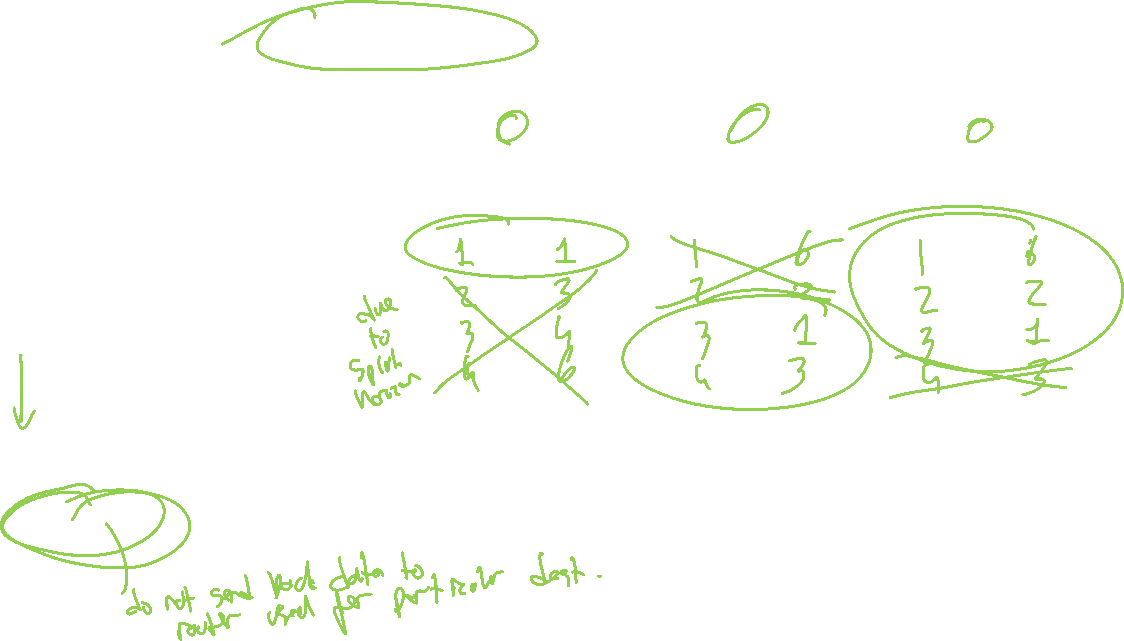 1 1
2 3
3 4
4 6
due
to
split
horizon
1 6
2
3 1
4 3
1 6
2 2
3 1
4 3
do not send back data to
router used for particular dest.